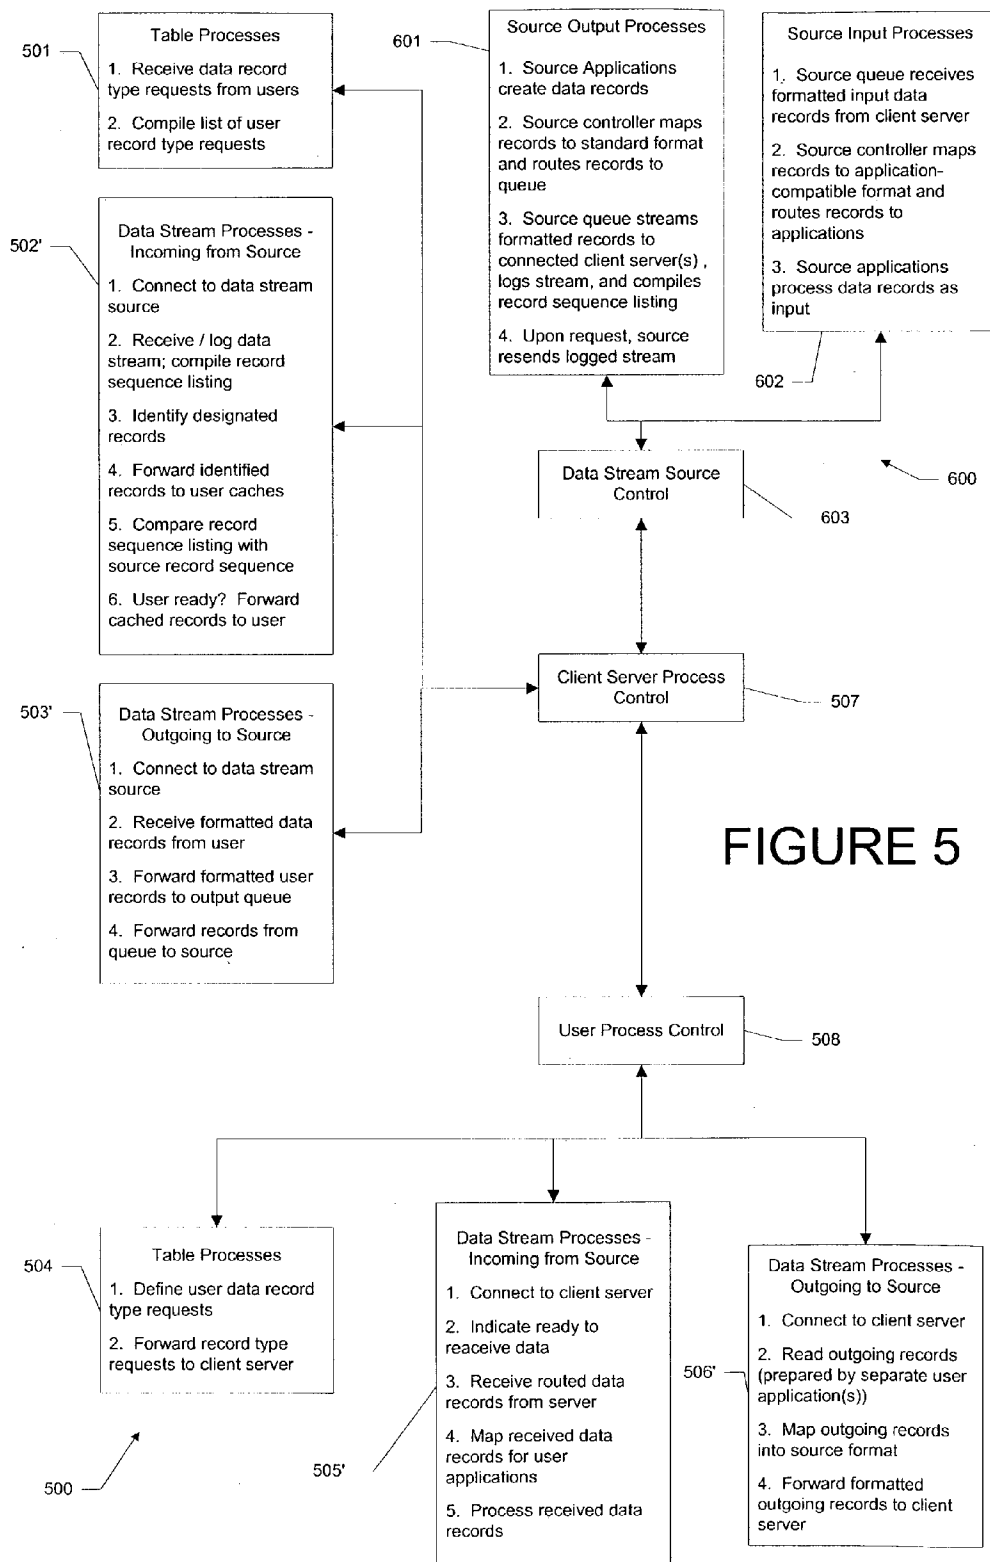 501
Table Processes
1. Receive data record
type requests from users
2. Compile list of user
record type requests
601
Source Output Processes
1. Source Applications
create data records
2. Source controller maps
records to standard format
and routes records to
queue
3. Source queue streams
formatted records to
connected client server(s) ,
logs stream, and compiles
record sequence listing
4. Upon request, source
resends logged stream
Source Input Processes
1. Source queue receives
formatted input data
records from client server
2. Source controller maps
records to application-
compatible format and
routes records to
applications
3. Source applications
process data records as
input
602
502'
Data Stream Processes -
Incoming from Source
1. Connect to data stream
source
2. Receive / log data
stream; compile record
sequence listing
3. Identify designated
records
4. Forward identified
records to user caches
5. Compare record
sequence listing with
source record sequence
6. User ready? Forward
cached records to user
Data Stream Source
Control
603
600
Client Server Process
Control
507
503'
Data Stream Processes -
Outgoing to Source
1. Connect to data stream
source
2. Receive formatted data
records from user
3. Forward formatted user
records to output queue
4. Forward records from
queue to source
FIGURE 5
User Process Control
508
504
Table Processes
1. Define user data record
type requests
2. Forward record type
requests to client server
500
505'
Data Stream Processes -
Incoming from Source
1. Connect to client server
2. Indicate ready to
reaceive data
3. Receive routed data
records from server
4. Map received data
records for user
applications
5. Process received data
records
506'
Data Stream Processes -
Outgoing to Source
1. Connect to client server
2. Read outgoing records
(prepared by separate user
application(s))
3. Map outgoing records
into source format
4. Forward formatted
outgoing records to client
server